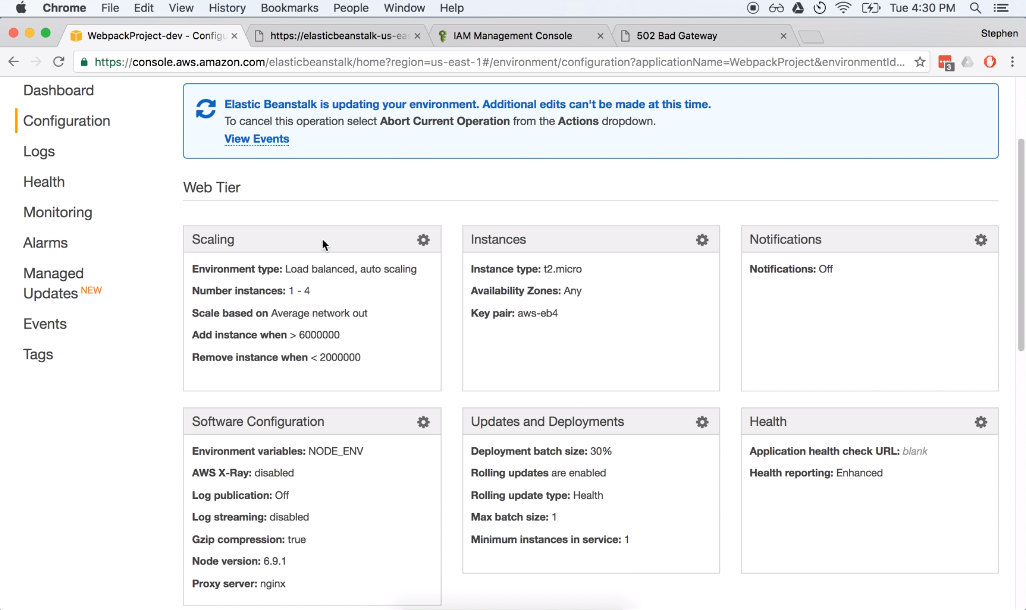 Chrome File Edit View History Bookmarks People Window Help Tue 4:30 PM
WebpackProject-dev - Configu https://elasticbeanstalk-us-ea IAM Management Console 502 Bad Gateway Stephen
https://console.aws.amazon.com/elasticbeanstalk/home?region=us-east-1#/environment/configuration?applicationName=WebpackProject&environmentId... 3
Dashboard
Configuration
Logs
Health
Monitoring
Alarms
Managed
Updates NEW
Events
Tags
Elastic Beanstalk is updating your environment. Additional edits can't be made at this time.
To cancel this operation select Abort Current Operation from the Actions dropdown.
View Events
Web Tier
Scaling
Environment type: Load balanced, auto scaling
Number instances: 1 - 4
Scale based on Average network out
Add instance when > 6000000
Remove instance when < 2000000
Instances
Instance type: t2.micro
Availability Zones: Any
Key pair: aws-eb4
Notifications
Notifications: Off
Software Configuration
Environment variables: NODE_ENV
AWS X-Ray: disabled
Log publication: Off
Log streaming: disabled
Gzip compression: true
Node version: 6.9.1
Proxy server: nginx
Updates and Deployments
Deployment batch size: 30%
Rolling updates are enabled
Rolling update type: Health
Max batch size: 1
Minimum instances in service: 1
Health
Application health check URL: blank
Health reporting: Enhanced